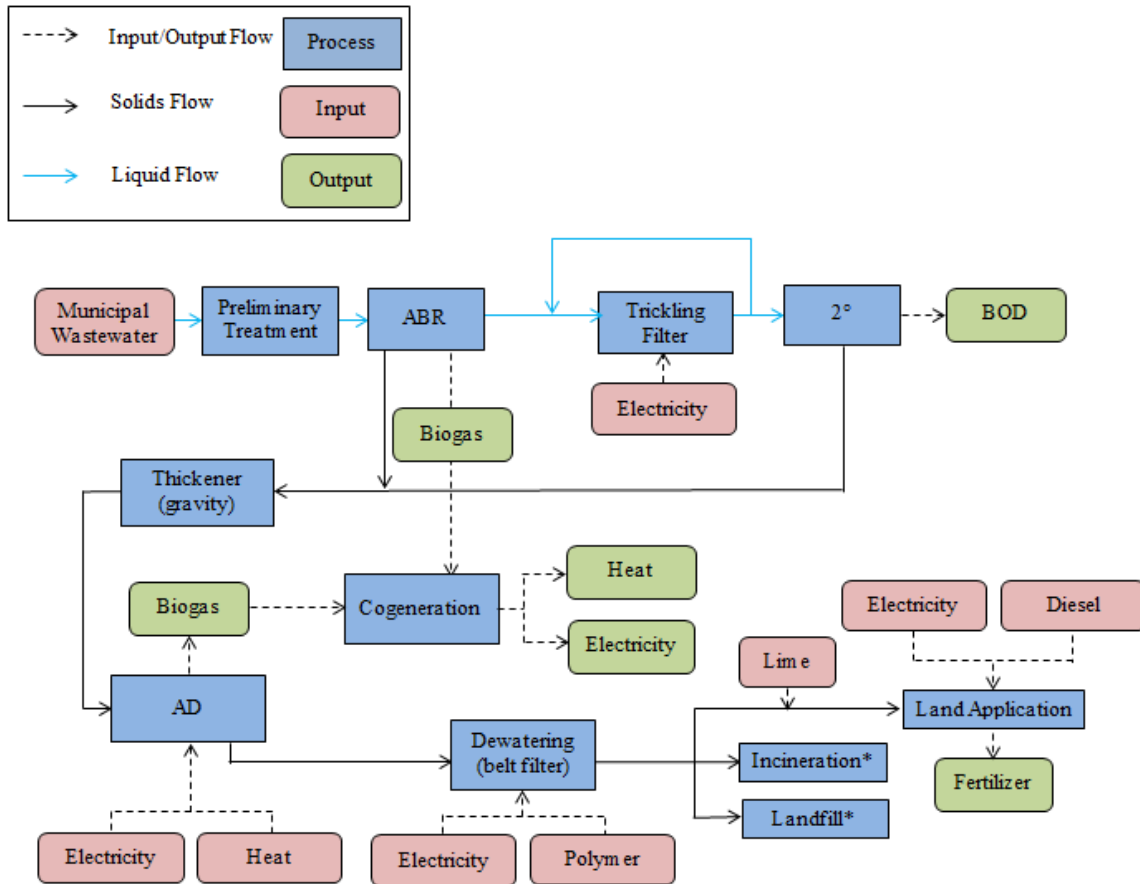 Input/Output Flow
Process
Solids Flow
Input
Liquid Flow
Output
Municipal
Wastewater
Preliminary
Treatment
ABR
Trickling
Filter
2°
BOD
Electricity
Biogas
Thickener
(gravity)
Heat
Biogas
Cogeneration
Electricity
Diesel
Electricity
Lime
AD
Land Application
Dewatering
(belt filter)
Incineration*
Fertilizer
Landfill*
Electricity
Heat
Electricity
Polymer